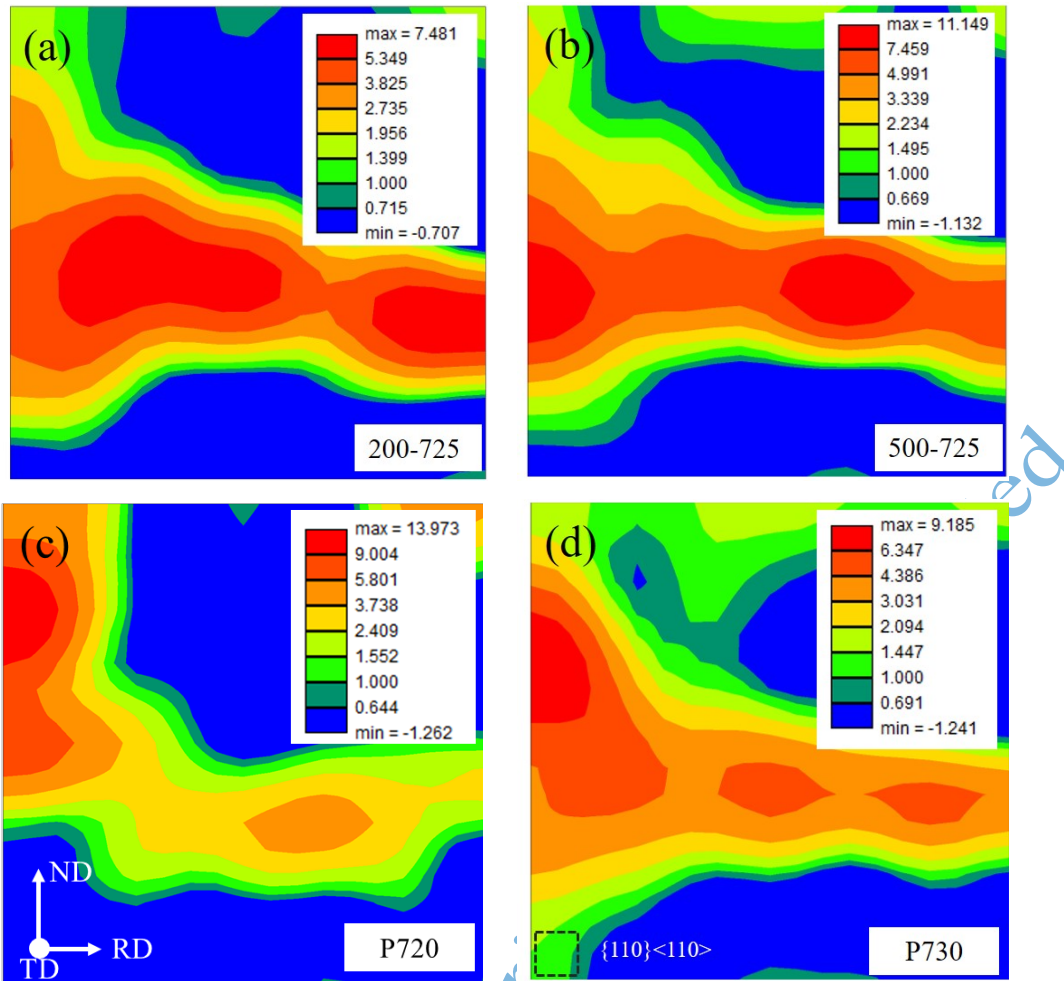 (a)
max = 7.481
5.349
3.825
2.735
1.956
1.399
1.000
0.715
min = -0.707
200-725
(b)
max = 11.149
7.459
4.991
3.339
2.234
1.495
1.000
0.669
min = -1.132
500-725
ed
(c)
max = 13.973
9.004
5.801
3.738
2.409
1.552
1.000
0.644
min = -1.262
ND
RD
TD
P720
(d)
max = 9.185
6.347
4.386
3.031
2.094
1.447
1.000
0.691
min = -1.241
{110}<110>
P730